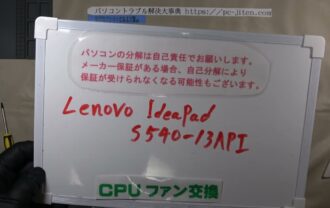 パソコントラブル解決大事典 https://pc-jiten.com
パソコンの分解は自己責任でお願いします。
メーカー保証がある場合、自己分解により
保証が受けられなくなる可能性もございます。
Lenovo IdeaPad
S540-13API
CPUファン交換